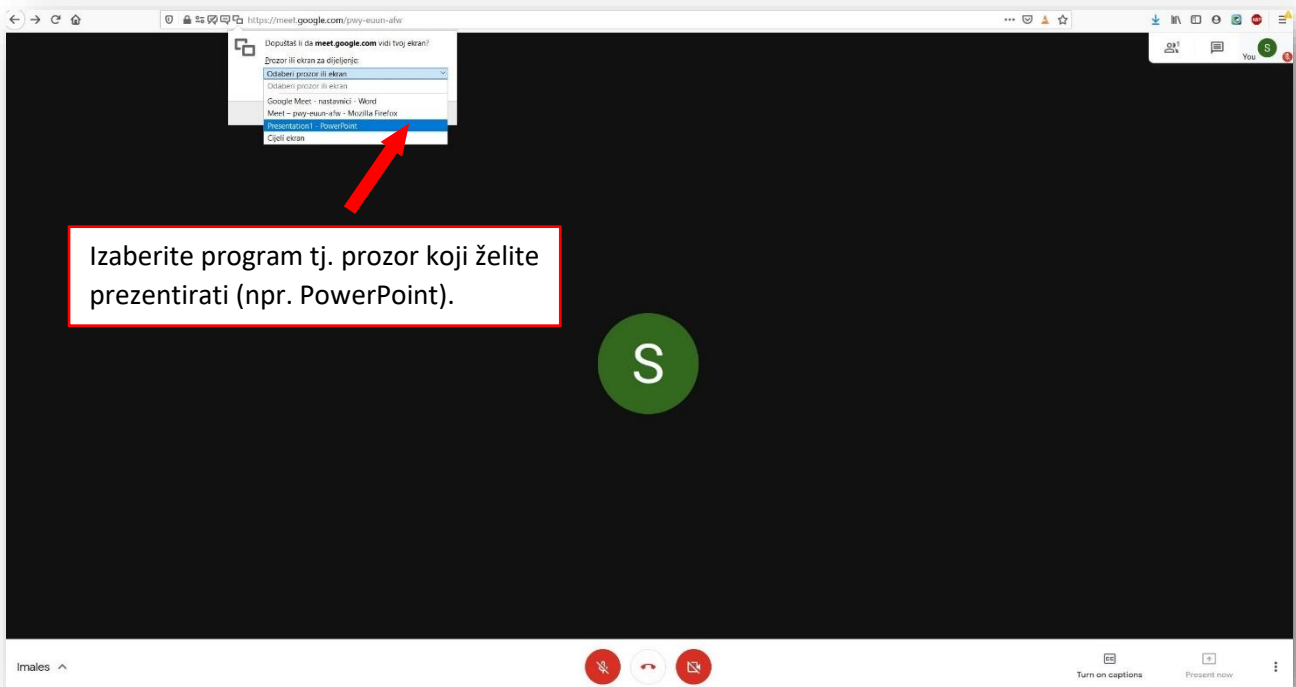 https://meet.google.com/pwy-euun-afw
Dopuštaš li da meet.google.com vidi tvoj ekran?
Prozor ili ekran za dijeljenje:
Odaberi prozor ili ekran
Odaberi prozor ili ekran
Google Meet - nastavnici - Word
Meet – pwy-euun-afw - Mozilla Firefox
Presentation1 - PowerPoint
Cijeli ekran
1
You
S
Izaberite program tj. prozor koji želite
prezentirati (npr. PowerPoint).
S
Imales
Turn on captions
Present now